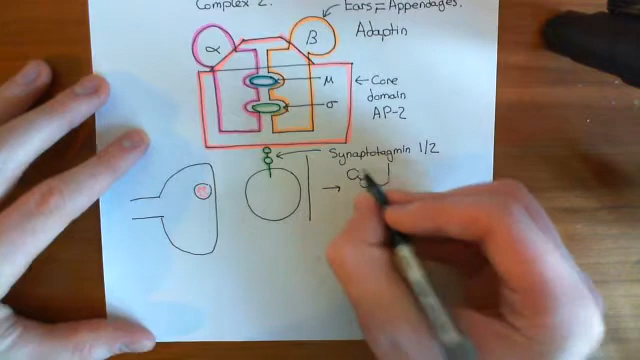 Complex 2.
Ears = Appendages.
α
β
Adaptin
μ
← Core
domain
σ
AP-2
Synaptotagmin 1/2
→